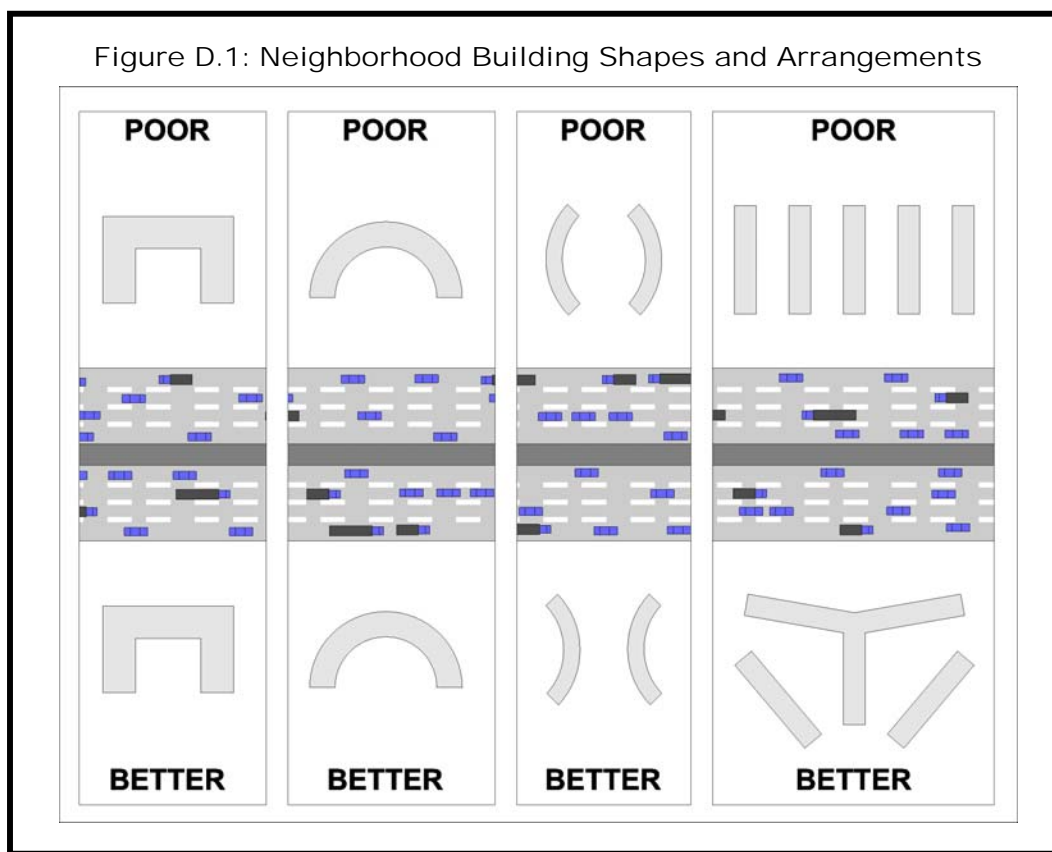 Figure D.1: Neighborhood Building Shapes and Arrangements
POOR
POOR
POOR
POOR
BETTER
BETTER
BETTER
BETTER